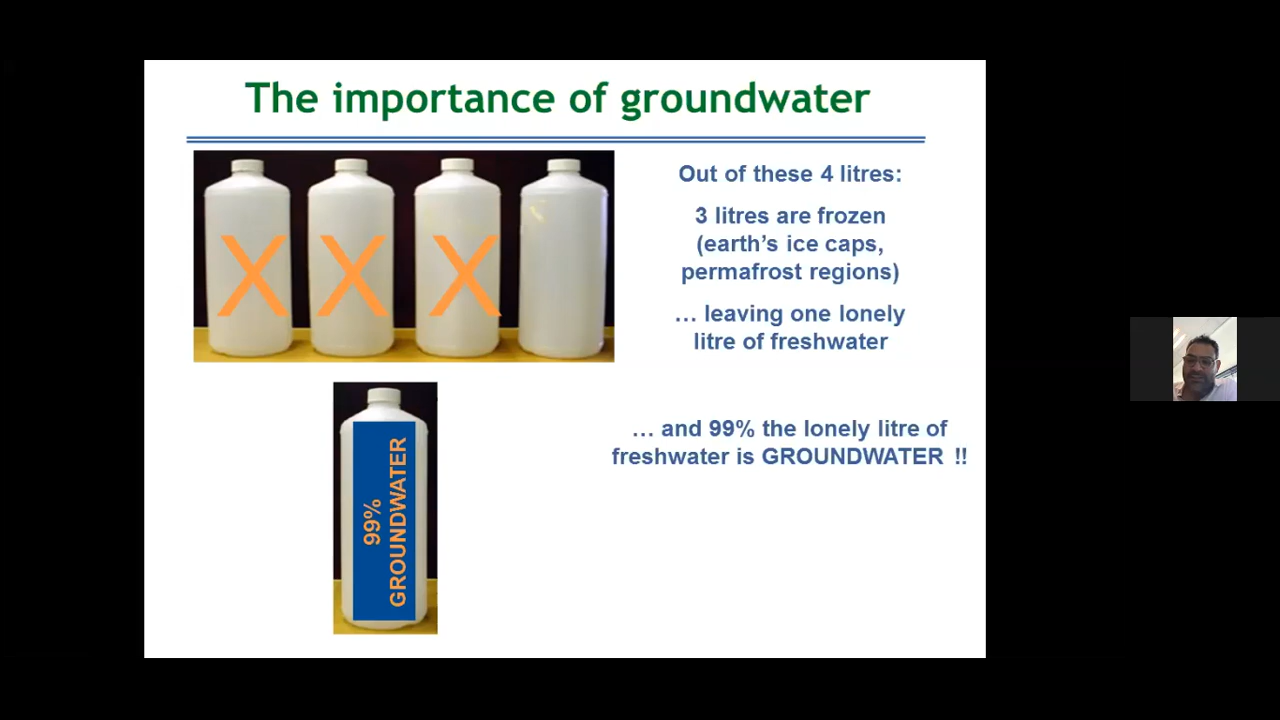 The importance of groundwater
X X X
Out of these 4 litres:
3 litres are frozen
(earth's ice caps,
permafrost regions)
… leaving one lonely
litre of freshwater
99%
GROUNDWATER
… and 99% the lonely litre of
freshwater is GROUNDWATER !!